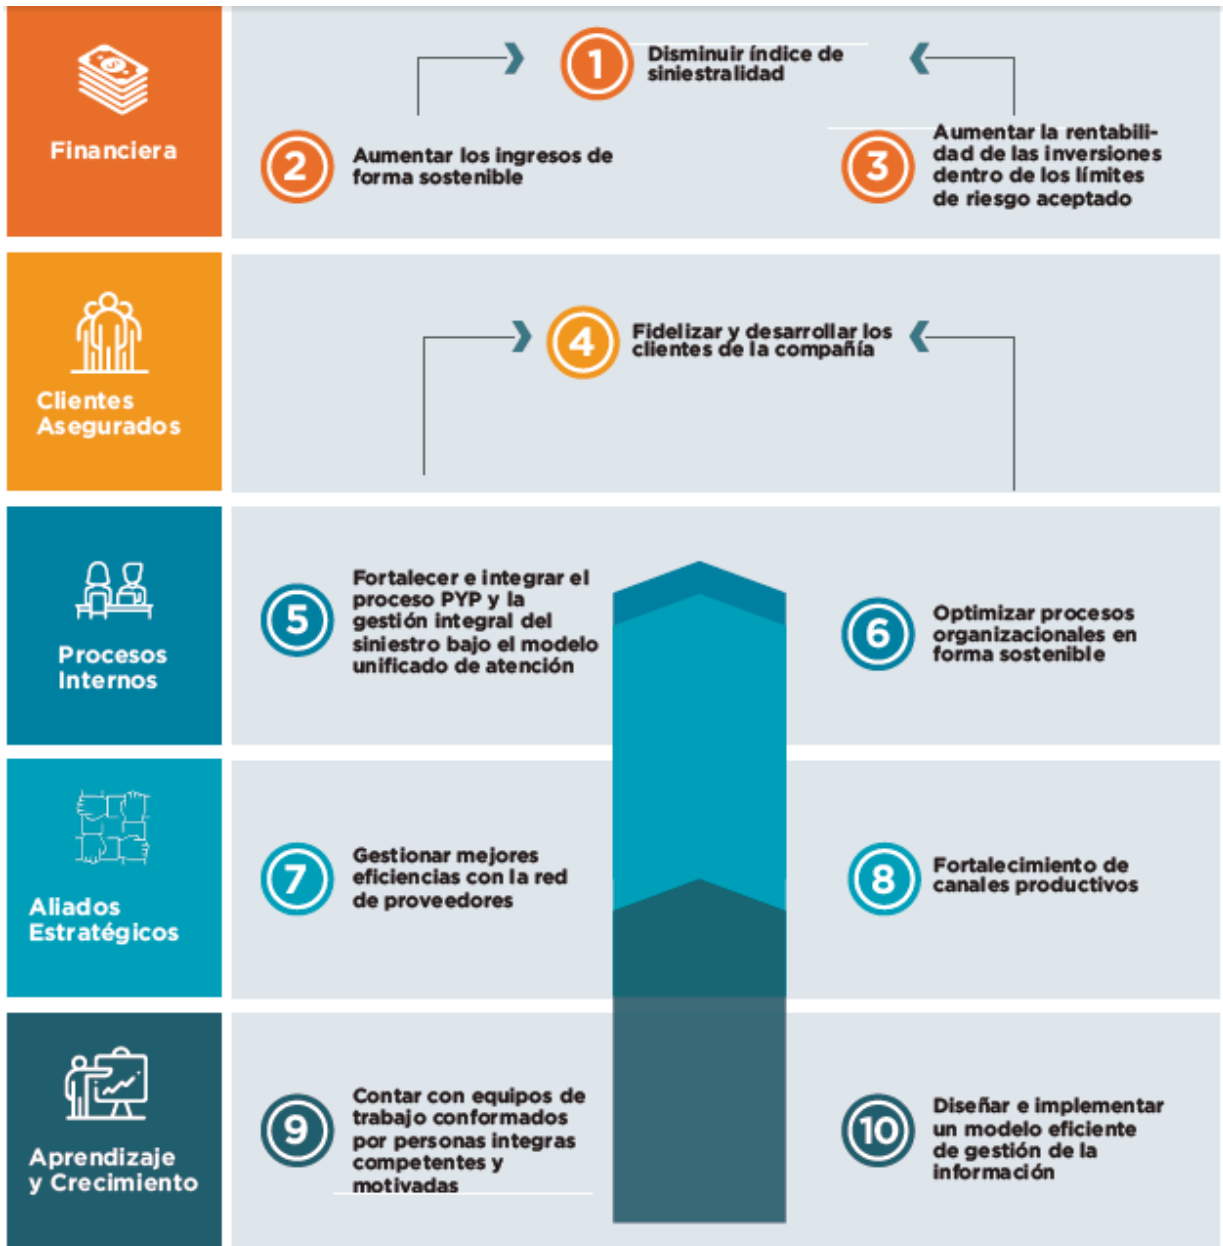 Financiera
1
Disminuir índice de
siniestralidad
2
Aumentar los ingresos de
forma sostenible
3
Aumentar la rentabili-
dad de las inversiones
dentro de los límites
de riesgo aceptado
Clientes
Asegurados
4
Fidelizar y desarrollar los
clientes de la compañía
Procesos
Internos
5
Fortalecer e integrar el
proceso PYP y la
gestión integral del
siniestro bajo el modelo
unificado de atención
6
Optimizar procesos
organizacionales en
forma sostenible
Aliados
Estratégicos
7
Gestionar mejores
eficiencias con la red
de proveedores
8
Fortalecimiento de
canales productivos
Aprendizaje
y Crecimiento
9
Contar con equipos de
trabajo conformados
por personas integras
competentes y
motivadas
10
Diseñar e implementar
un modelo eficiente
de gestión de la
información